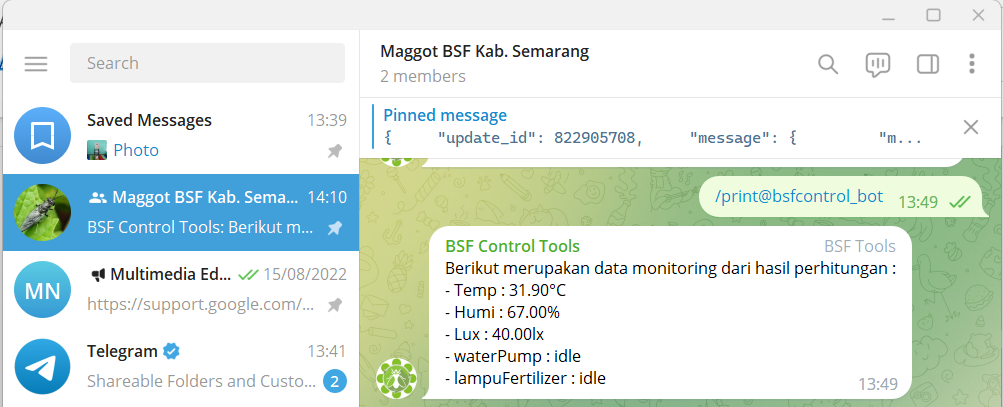 Search
Saved Messages 13:39
Photo
Maggot BSF Kab. Sema... 14:10
BSF Control Tools: Berikut m...
MN
Multimedia Ed... 15/08/2022
https://support.google.com/...
Telegram 13:41
Shareable Folders and Custo... 2
Maggot BSF Kab. Semarang
2 members
Pinned message
{ "update_id": 822905708, "message": { "m...
/print@bsfcontrol_bot 13:49
BSF Control Tools BSF Tools
Berikut merupakan data monitoring dari hasil perhitungan :
- Temp : 31.90°C
- Humi : 67.00%
- Lux : 40.00lx
- waterPump : idle
- lampuFertilizer : idle
13:49